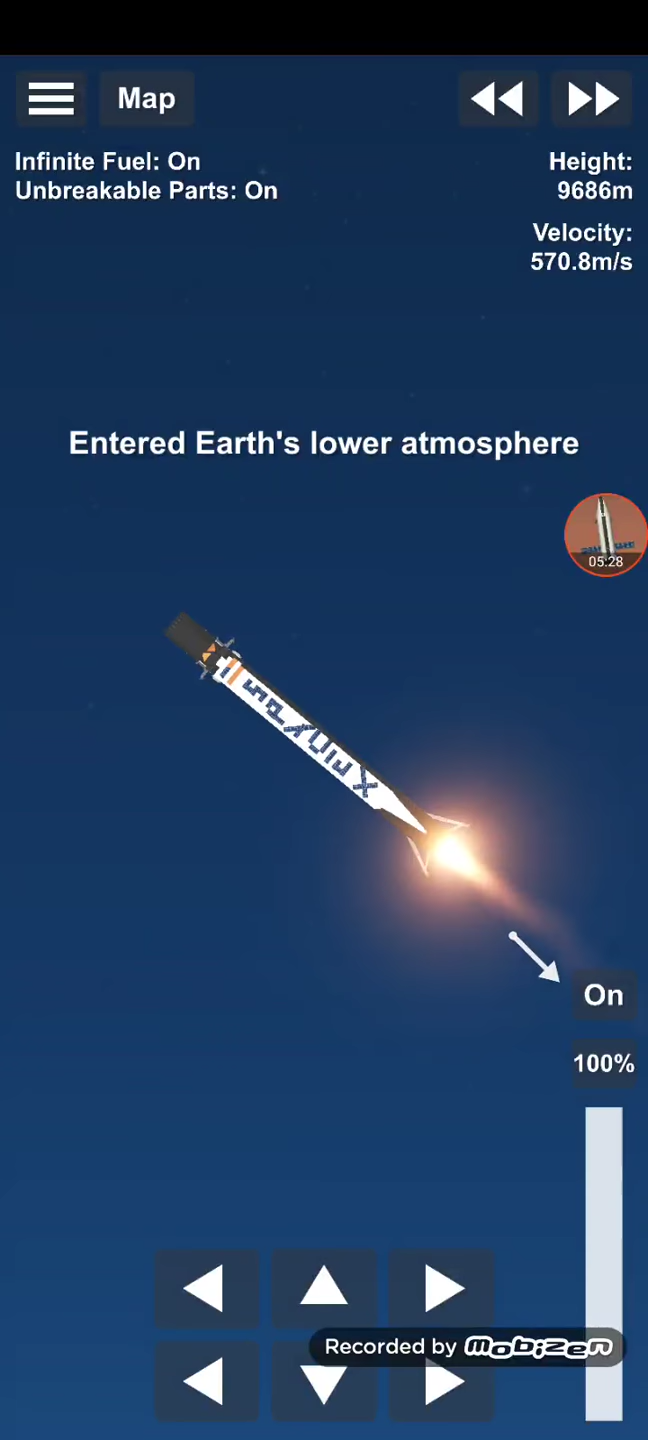 Map
Infinite Fuel: On
Unbreakable Parts: On
Height:
9686m
Velocity:
570.8m/s
Entered Earth's lower atmosphere
05:28
On
100%
Recorded by mobizen